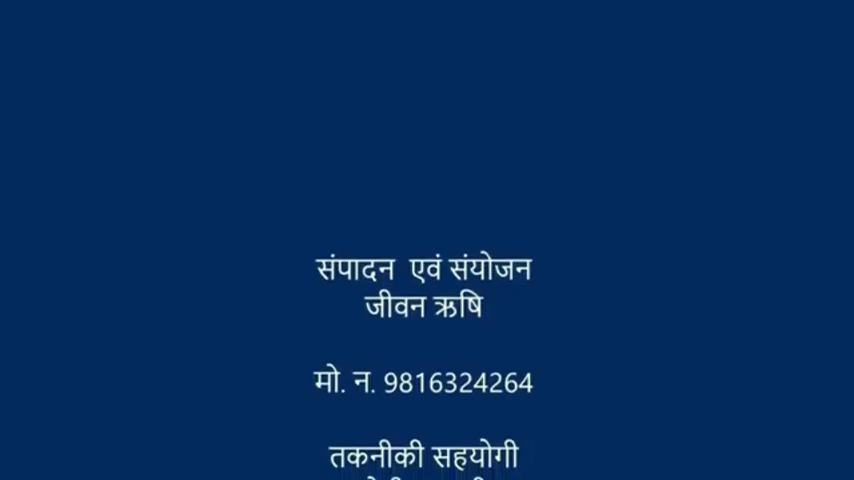 संपादन एवं संयोजन
जीवन ऋषि
मो. न. 9816324264
तकनीकी सहयोगी